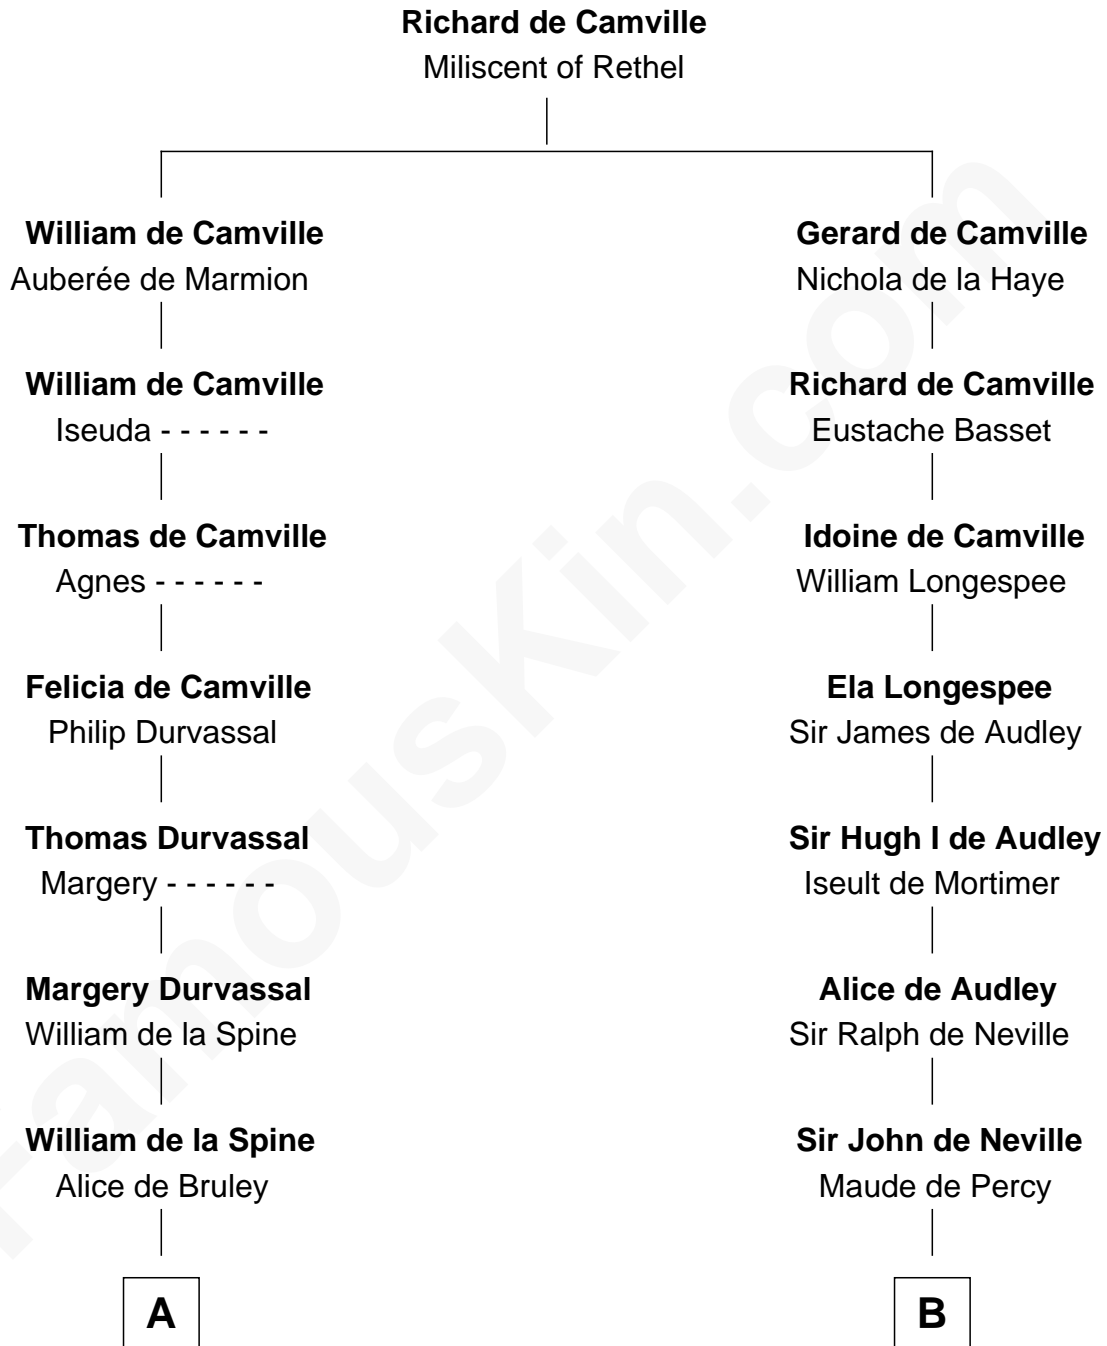 Richard de Camville
Miliscent of Rethel
William de Camville
Auberée de Marmion
Gerard de Camville
Nichola de la Haye
William de Camville
Iseuda - - - - - -
Richard de Camville
Eustache Basset
Thomas de Camville
Agnes - - - - - -
Idoine de Camville
William Longespee
Felicia de Camville
Philip Durvassal
Ela Longespee
Sir James de Audley
Thomas Durvassal
Margery - - - - - -
Sir Hugh I de Audley
Iseult de Mortimer
Margery Durvassal
William de la Spine
Alice de Audley
Sir Ralph de Neville
William de la Spine
Alice de Bruley
Sir John de Neville
Maude de Percy
A
B
FamousKin.com